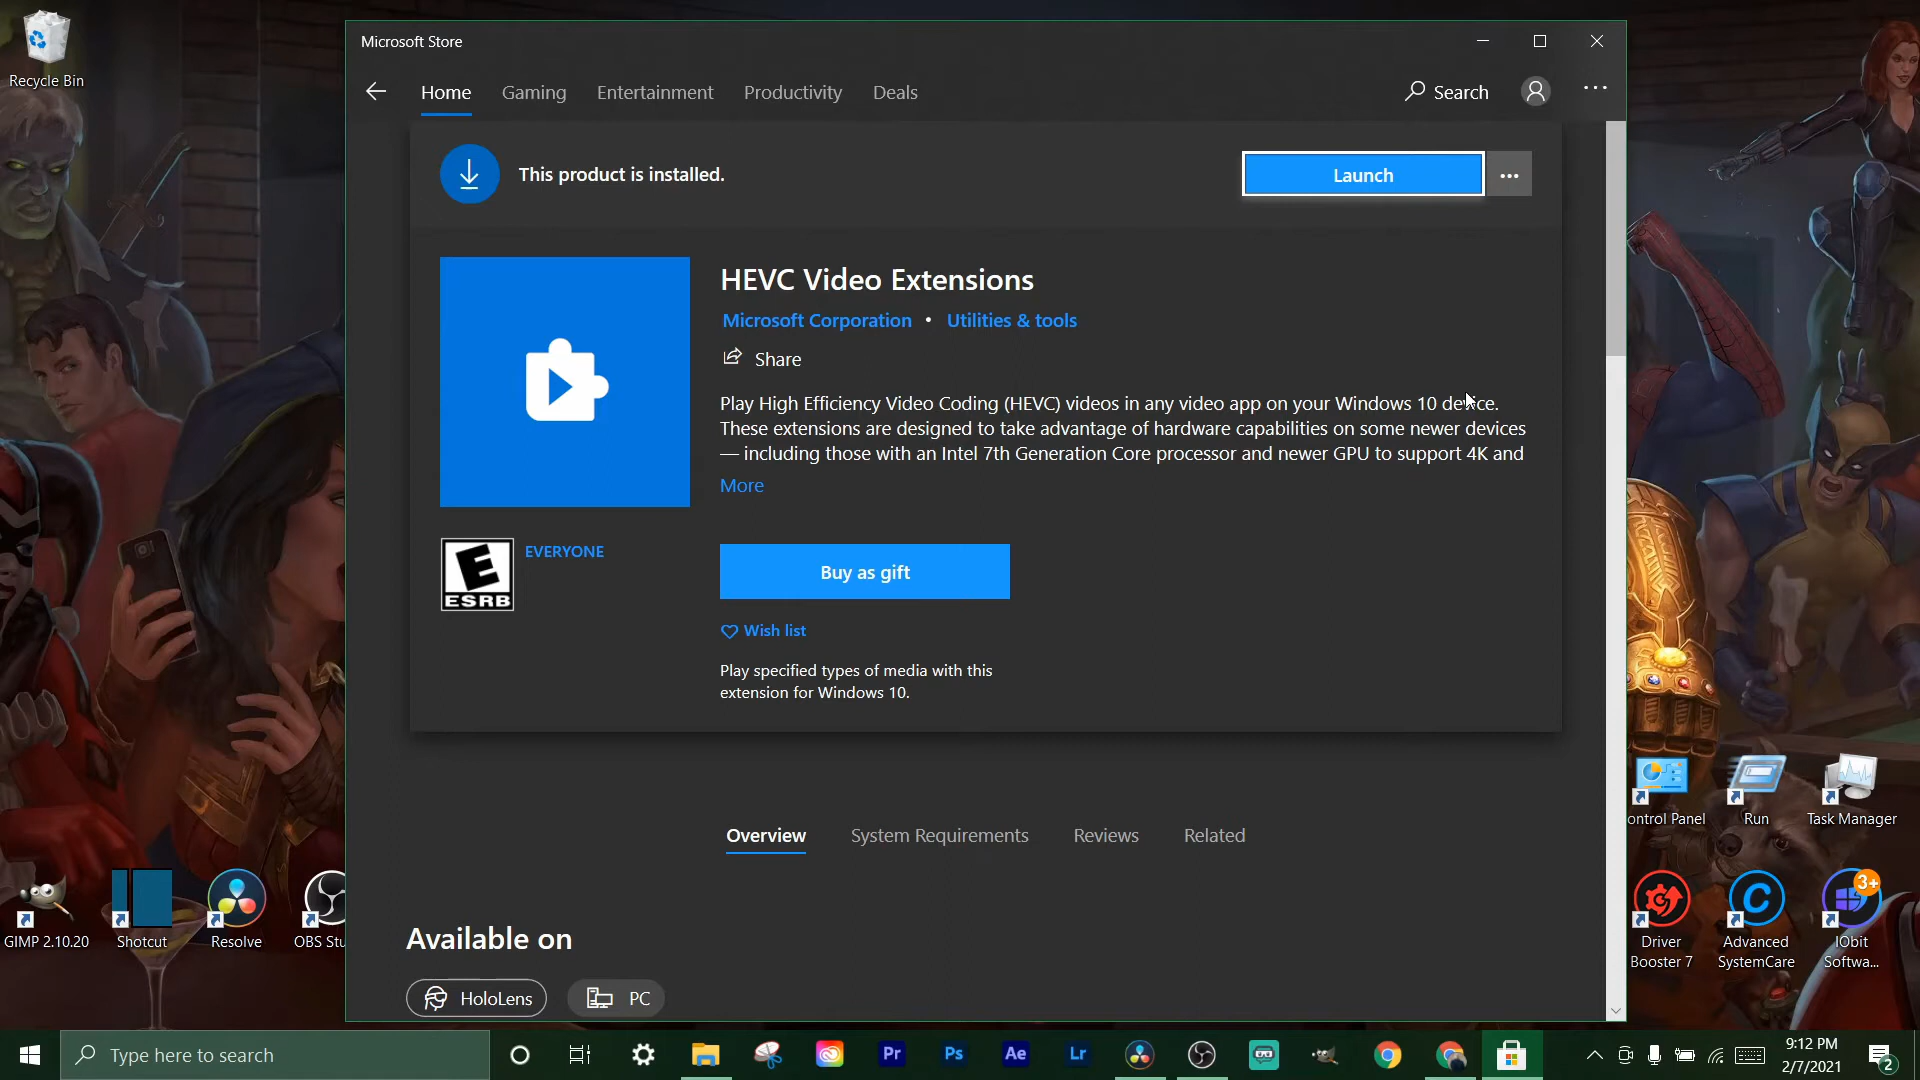 Recycle Bin
Microsoft Store
Home Gaming Entertainment Productivity Deals Search
This product is installed.
Launch
HEVC Video Extensions
Microsoft Corporation • Utilities & tools
Share
Play High Efficiency Video Coding (HEVC) videos in any video app on your Windows 10 device.
These extensions are designed to take advantage of hardware capabilities on some newer devices
— including those with an Intel 7th Generation Core processor and newer GPU to support 4K and
More
E
ESRB
EVERYONE
Buy as gift
Wish list
Play specified types of media with this
extension for Windows 10.
Overview System Requirements Reviews Related
Available on
HoloLens PC
GIMP 2.10.20
Shotcut
Resolve
OBS Stu
ontrol Panel
Run
Task Manager
Driver
Booster 7
C
Advanced
SystemCare
3+
IObit
Softwa...
Type here to search
Pr Ps Ae Lr
9:12 PM
2/7/2021
2